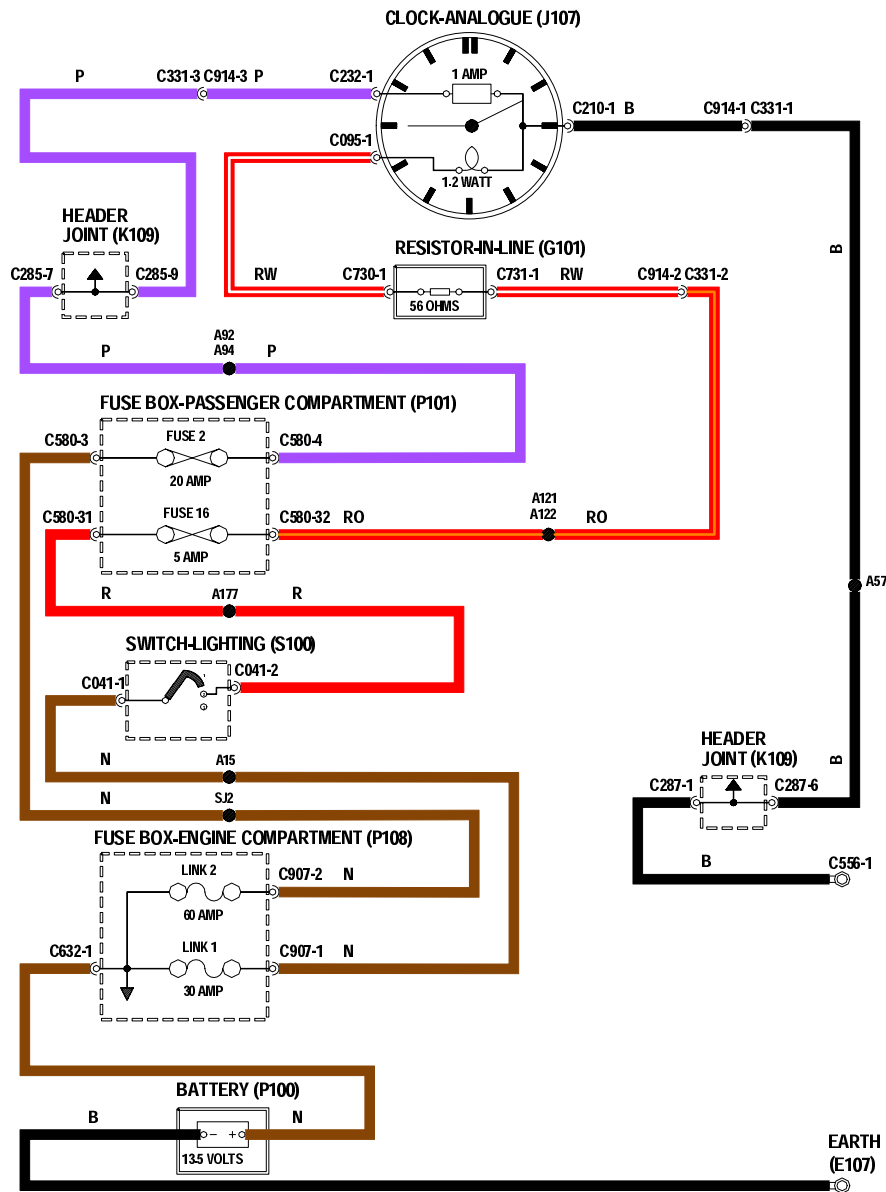 CLOCK-ANALOGUE (J107)
P
C331-3 C914-3 P
C232-1
1 AMP
C210-1 B
C914-1 C331-1
C095-1
1.2 WATT
HEADER
JOINT (K109)
RESISTOR-IN-LINE (G101)
B
C285-7
C285-9
RW
C730-1
C731-1
RW
C914-2 C331-2
56 OHMS
A92
A94
P
P
FUSE BOX-PASSENGER COMPARTMENT (P101)
C580-3
FUSE 2
C580-4
20 AMP
A121
A122
C580-31
FUSE 16
C580-32
RO
RO
5 AMP
A57
R
A177
R
SWITCH-LIGHTING (S100)
C041-1
C041-2
HEADER
JOINT (K109)
B
N
A15
C287-1
C287-6
N
SJ2
FUSE BOX-ENGINE COMPARTMENT (P108)
LINK 2
C907-2
N
B
C556-1
60 AMP
C632-1
LINK 1
C907-1
N
30 AMP
BATTERY (P100)
B
N
- +
13.5 VOLTS
EARTH
(E107)